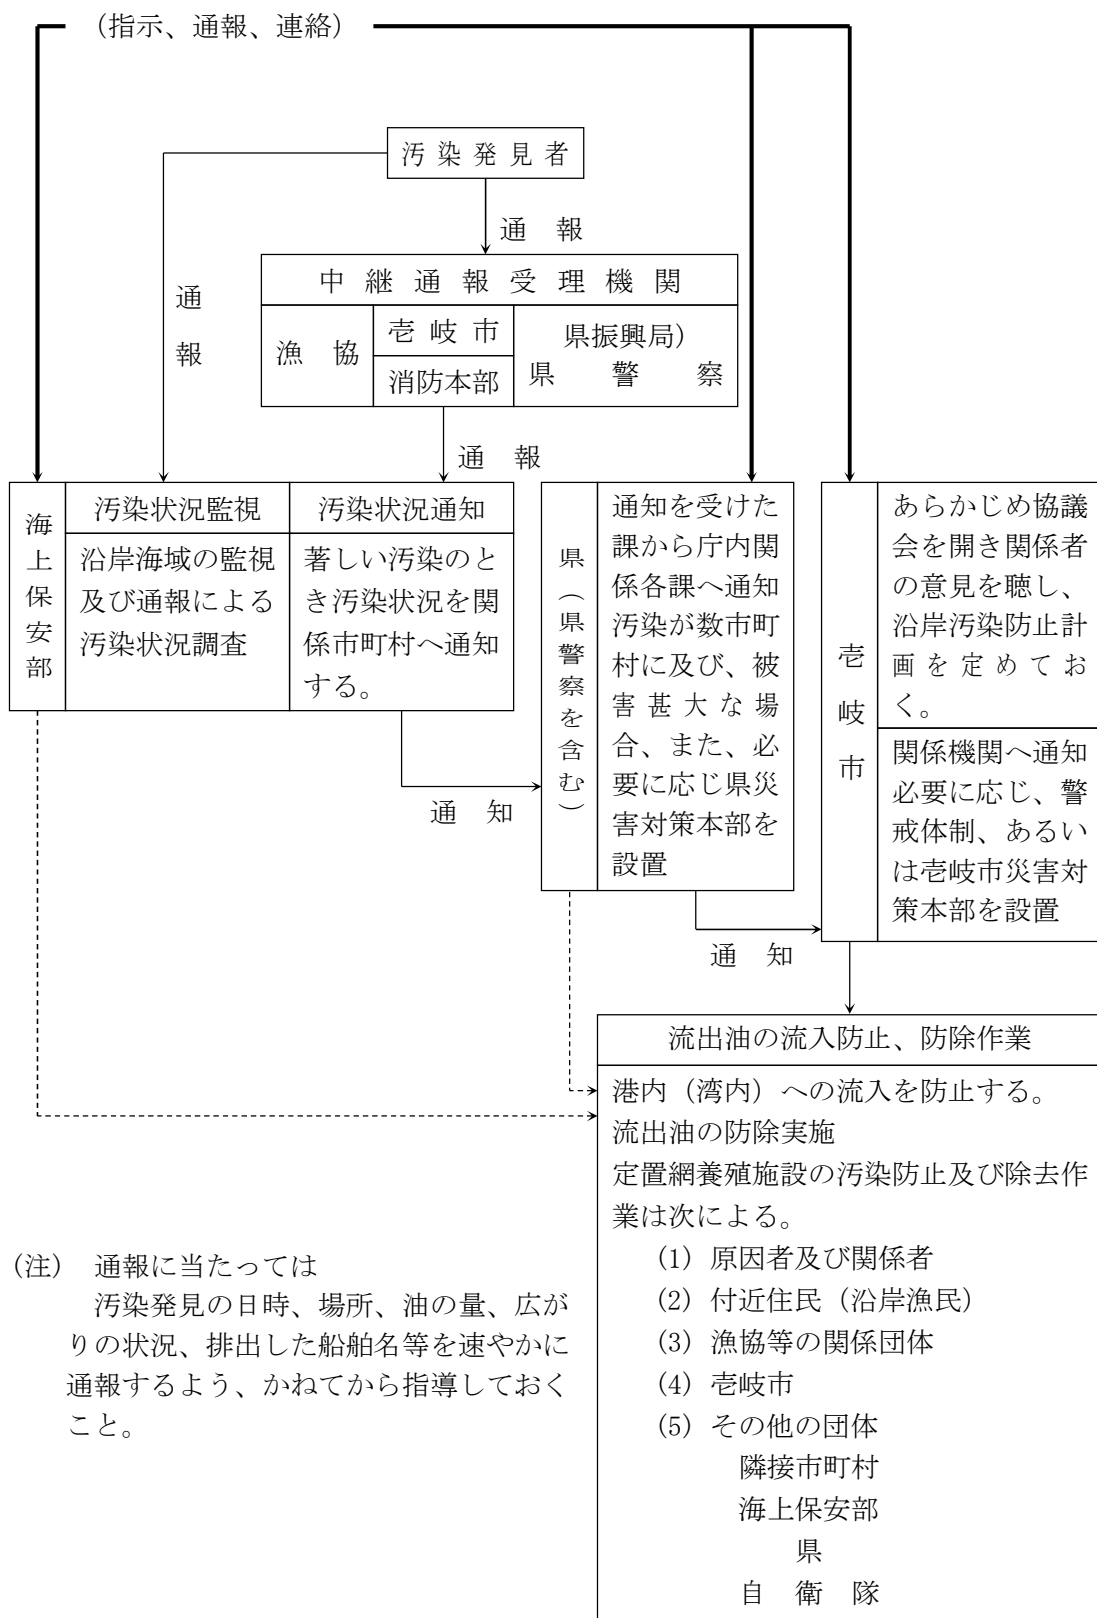 （指示、通報、連絡）
汚染発見者
通報
通報
中継通報受理機関
漁協
壱岐市
消防本部
県振興局）
県警察
通報
海上保安部
汚染状況監視
沿岸海域の監視
及び通報による
汚染状況調査
汚染状況通知
著しい汚染のと
き汚染状況を関
係市町村へ通知
する。
通知
県（県警察を含む）
通知を受けた
課から庁内関
係各課へ通知
汚染が数市町
村に及び、被
害甚大な場
合、また、必
要に応じ県災
害対策本部を
設置
通知
壱岐市
あらかじめ協議
会を開き関係者
の意見を聴し、
沿岸汚染防止計
画を定めてお
く。
関係機関へ通知
必要に応じ、警
戒体制、あるい
は壱岐市災害対
策本部を設置
流出油の流入防止、防除作業
港内（湾内）への流入を防止する。
流出油の防除実施
定置網養殖施設の汚染防止及び除去作
業は次による。
(1) 原因者及び関係者
(2) 付近住民（沿岸漁民）
(3) 漁協等の関係団体
(4) 壱岐市
(5) その他の団体
隣接市町村
海上保安部
県
自衛隊
(注) 通報に当たっては
汚染発見の日時、場所、油の量、広が
りの状況、排出した船舶名等を速やかに
通報するよう、かねてから指導しておく
こと。